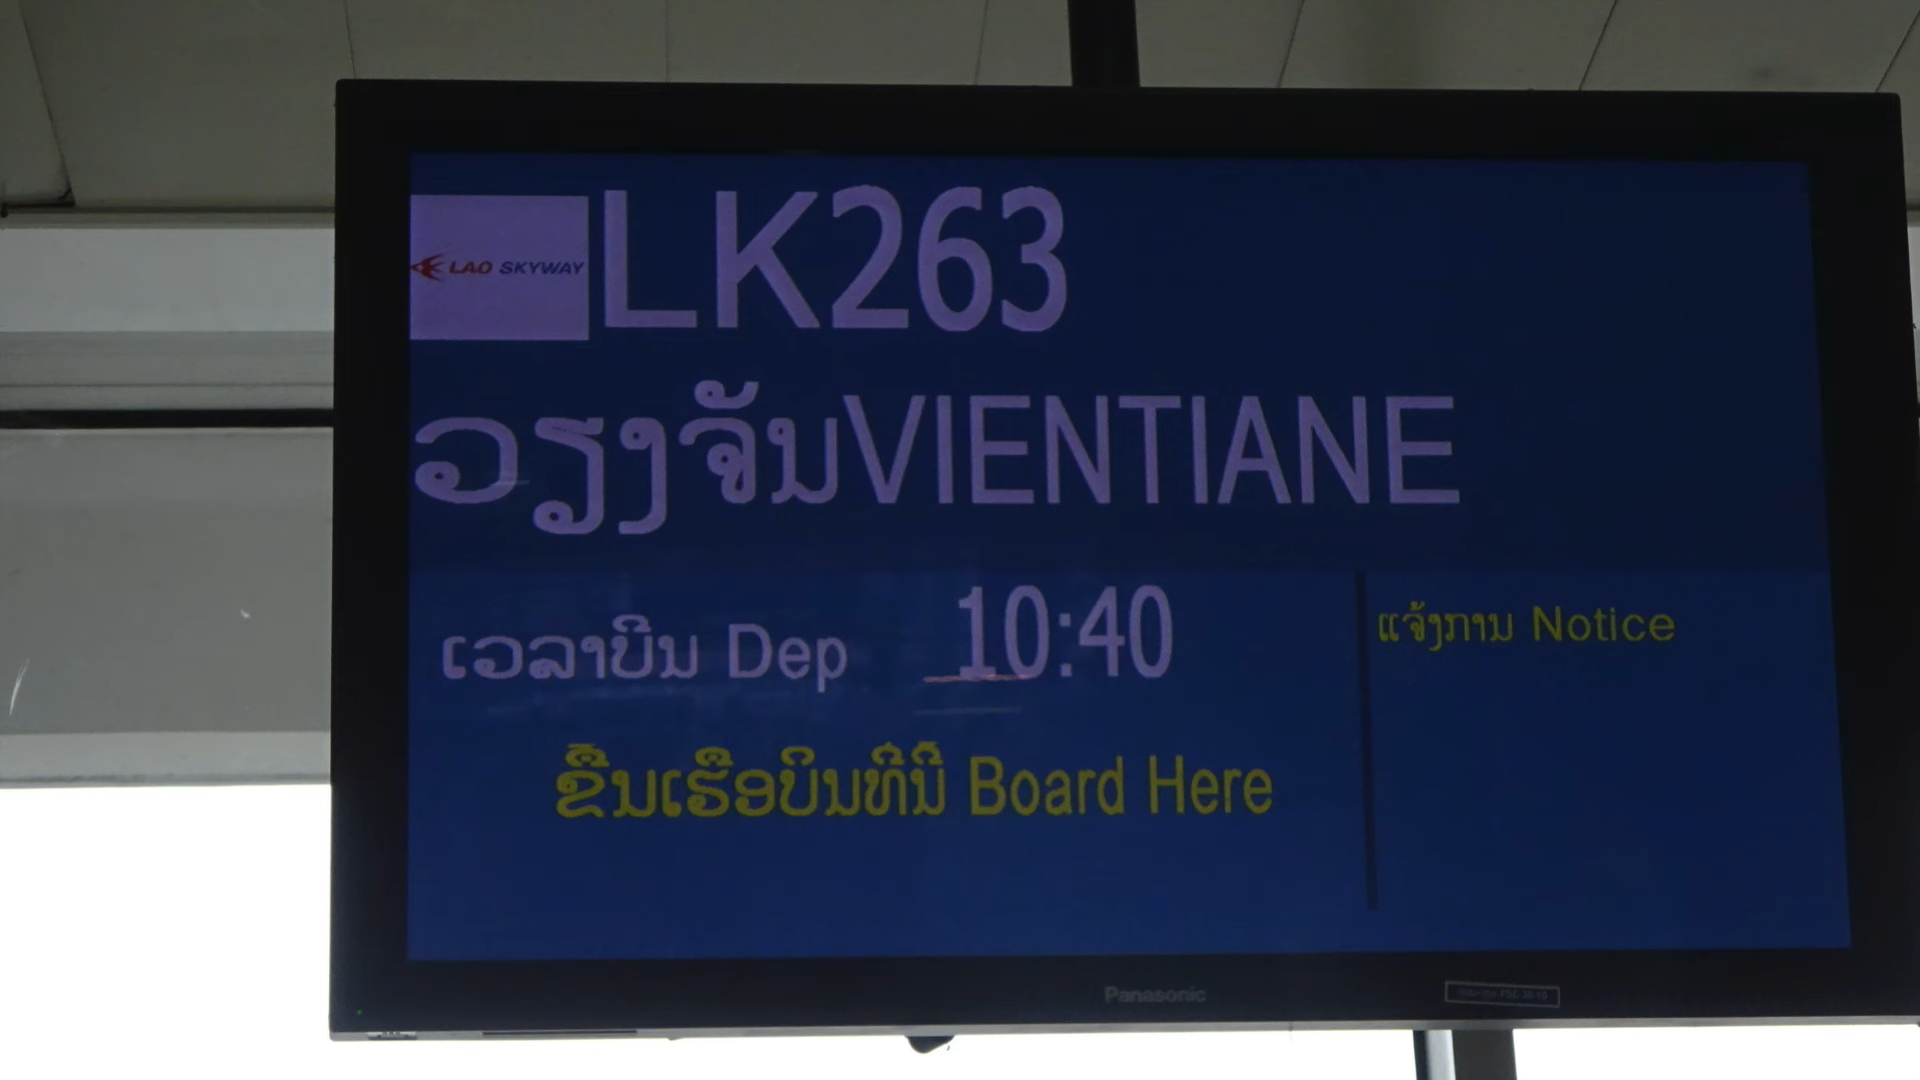 LAO SKYWAY
LK263
ວຽງຈັນVIENTIANE
ເວລາບິນ Dep 10:40
ແຈ້ງການ Notice
ຂຶ້ນເຮືອບິນທີ່ນີ້ Board Here
Panasonic